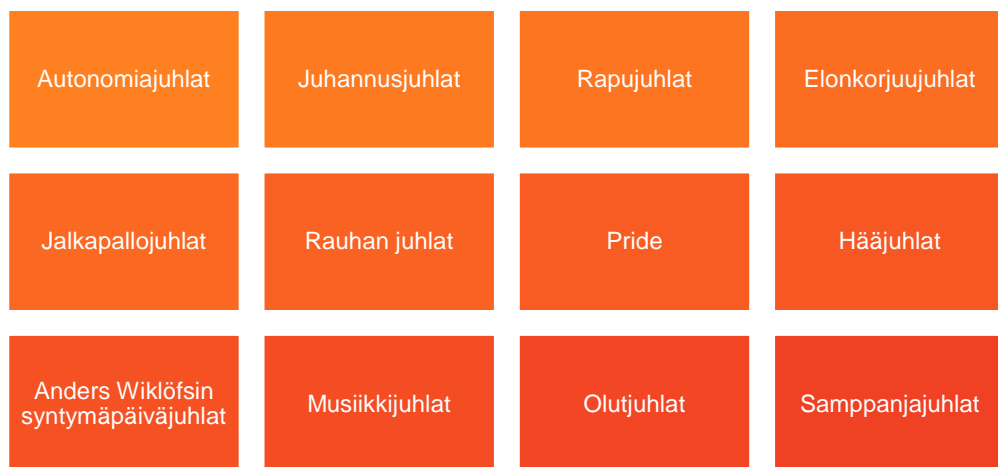 Autonomiajuhlat
Juhannusjuhlat
Rapujuhlat
Elonkorjuujuhlat
Jalkapallojuhlat
Rauhan juhlat
Pride
Hääjuhlat
Anders Wiklöfsin
syntymäpäiväjuhlat
Musiikkijuhlat
Olutjuhlat
Samppanjajuhlat